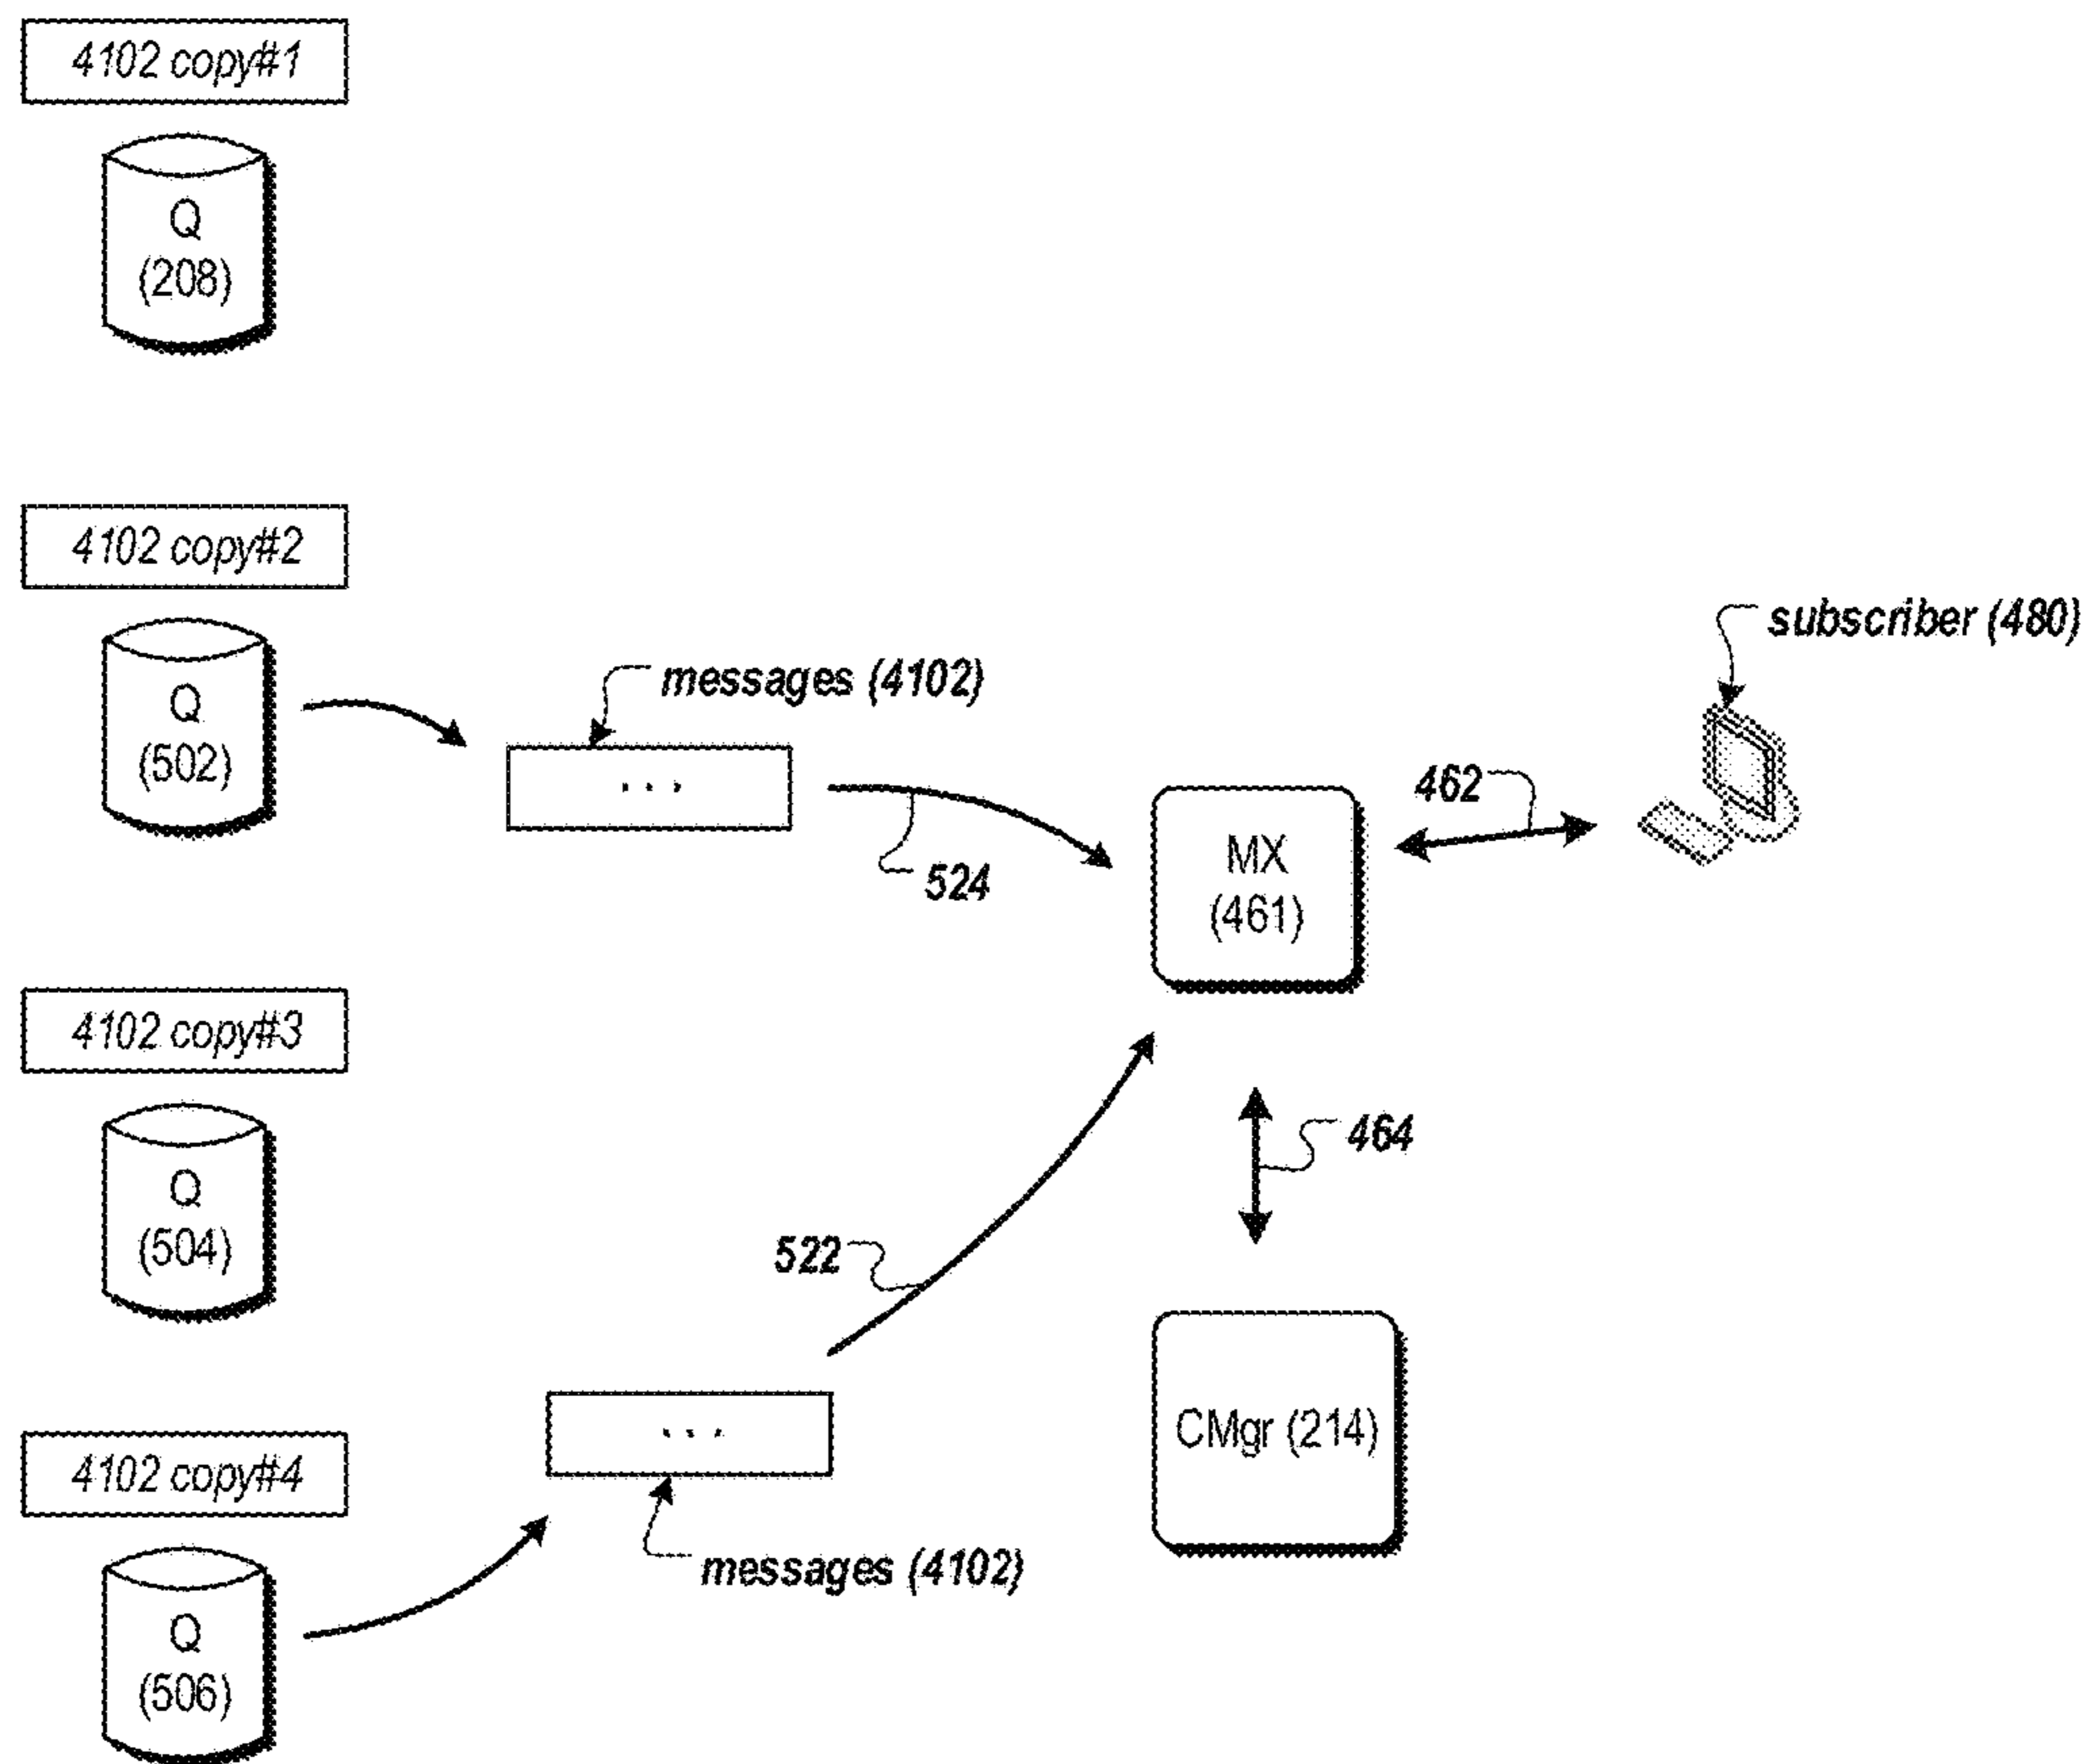 4102 copy#1
Q
(208)
4102 copy#2
Q
(502)
messages (4102)
. . .
524
subscriber (480)
462
MX
(461)
4102 copy#3
Q
(504)
464
522
4102 copy#4
Q
(506)
. . .
messages (4102)
CMgr (214)